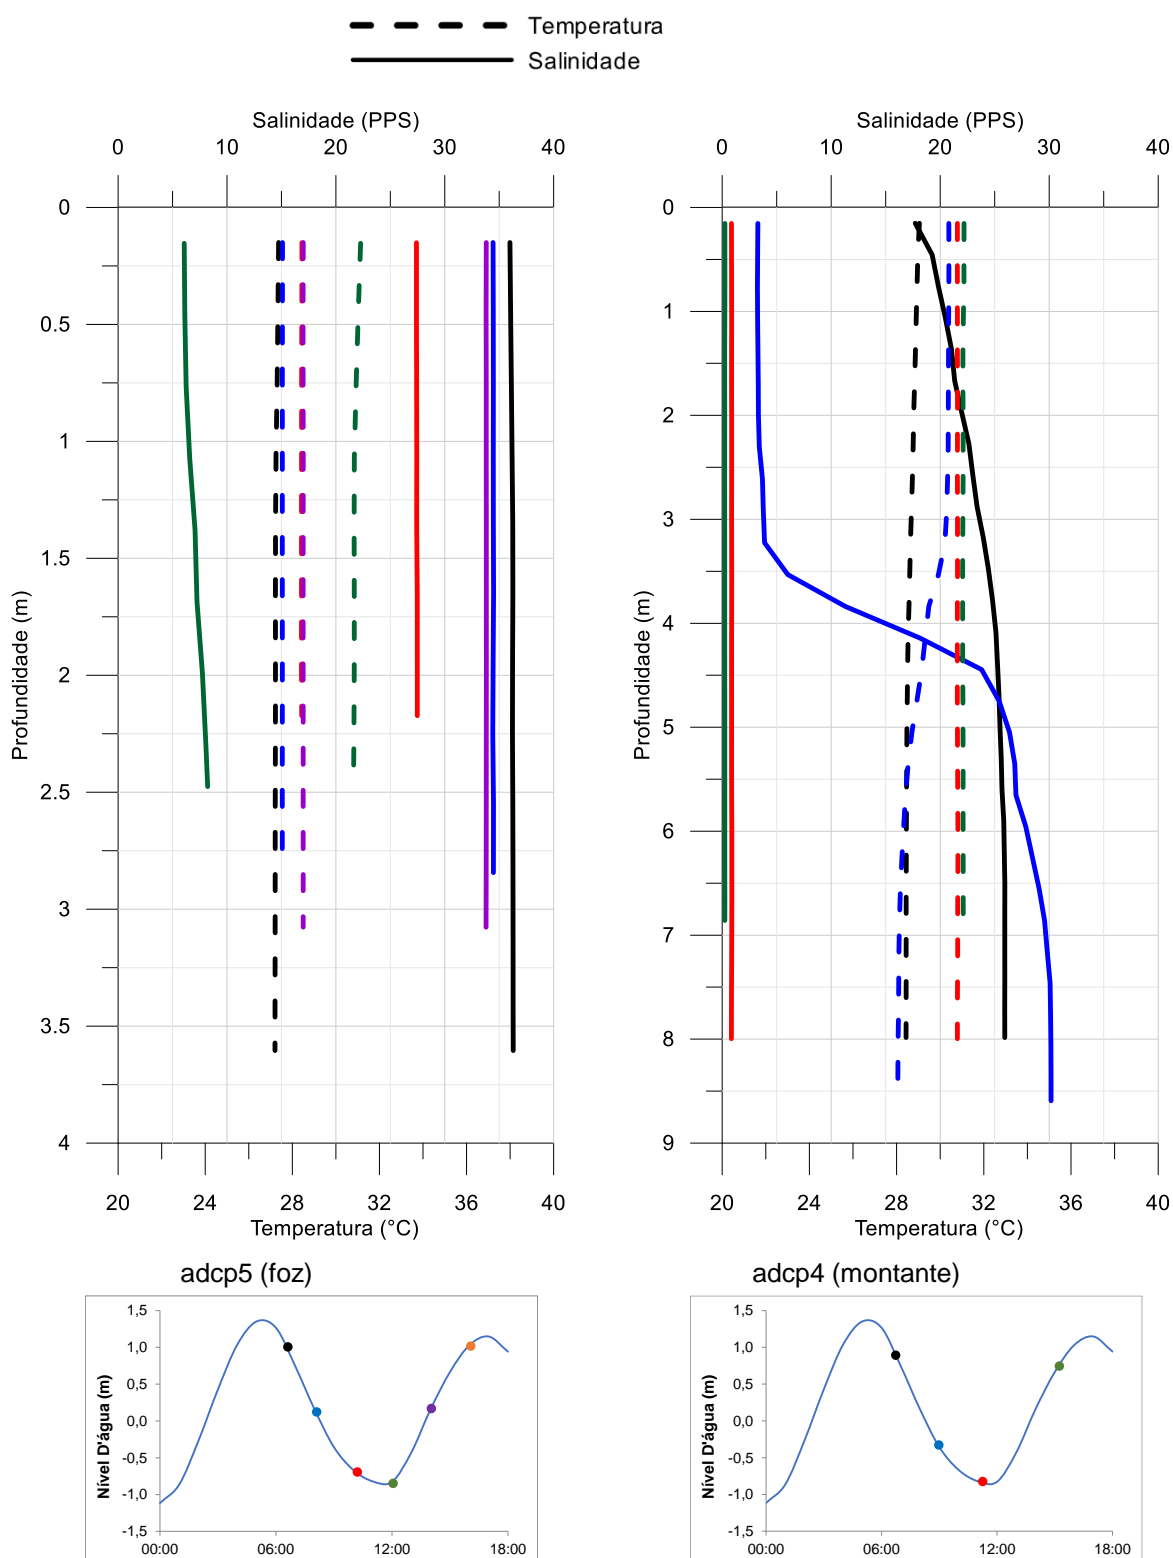 Temperatura
Salinidade
Salinidade (PPS)
0 10 20 30 40
0
0.5
1
1.5
2
2.5
3
3.5
4
Profundidade (m)
20 24 28 32 36 40
Temperatura (°C)
Salinidade (PPS)
0 10 20 30 40
0
1
2
3
4
5
6
7
8
9
Profundidade (m)
20 24 28 32 36 40
Temperatura (°C)
adcp5 (foz)
1,5
1,0
0,5
0,0
-0,5
-1,0
-1,5
Nível D'água (m)
00:00 06:00 12:00 18:00
adcp4 (montante)
1,5
1,0
0,5
0,0
-0,5
-1,0
-1,5
Nível D'água (m)
00:00 06:00 12:00 18:00